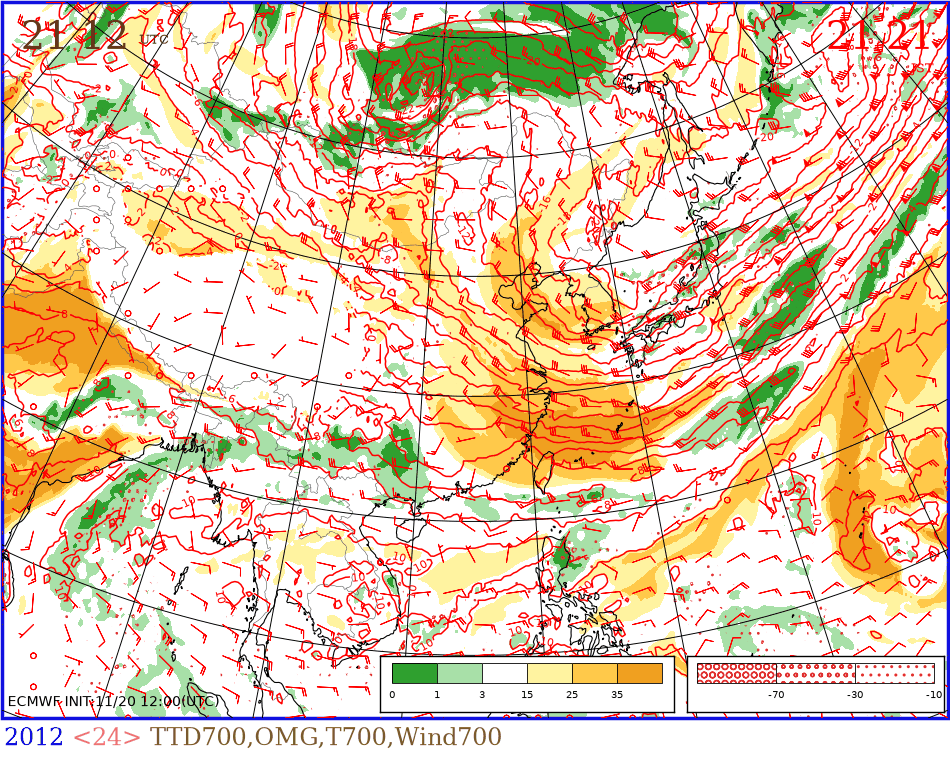 21 12 UTC
21 21 JST
0 1 3 15 25 35
-70 -30 -10
ECMWF INIT:11/20 12:00(UTC)
2012 <24> TTD700,OMG,T700,Wind700